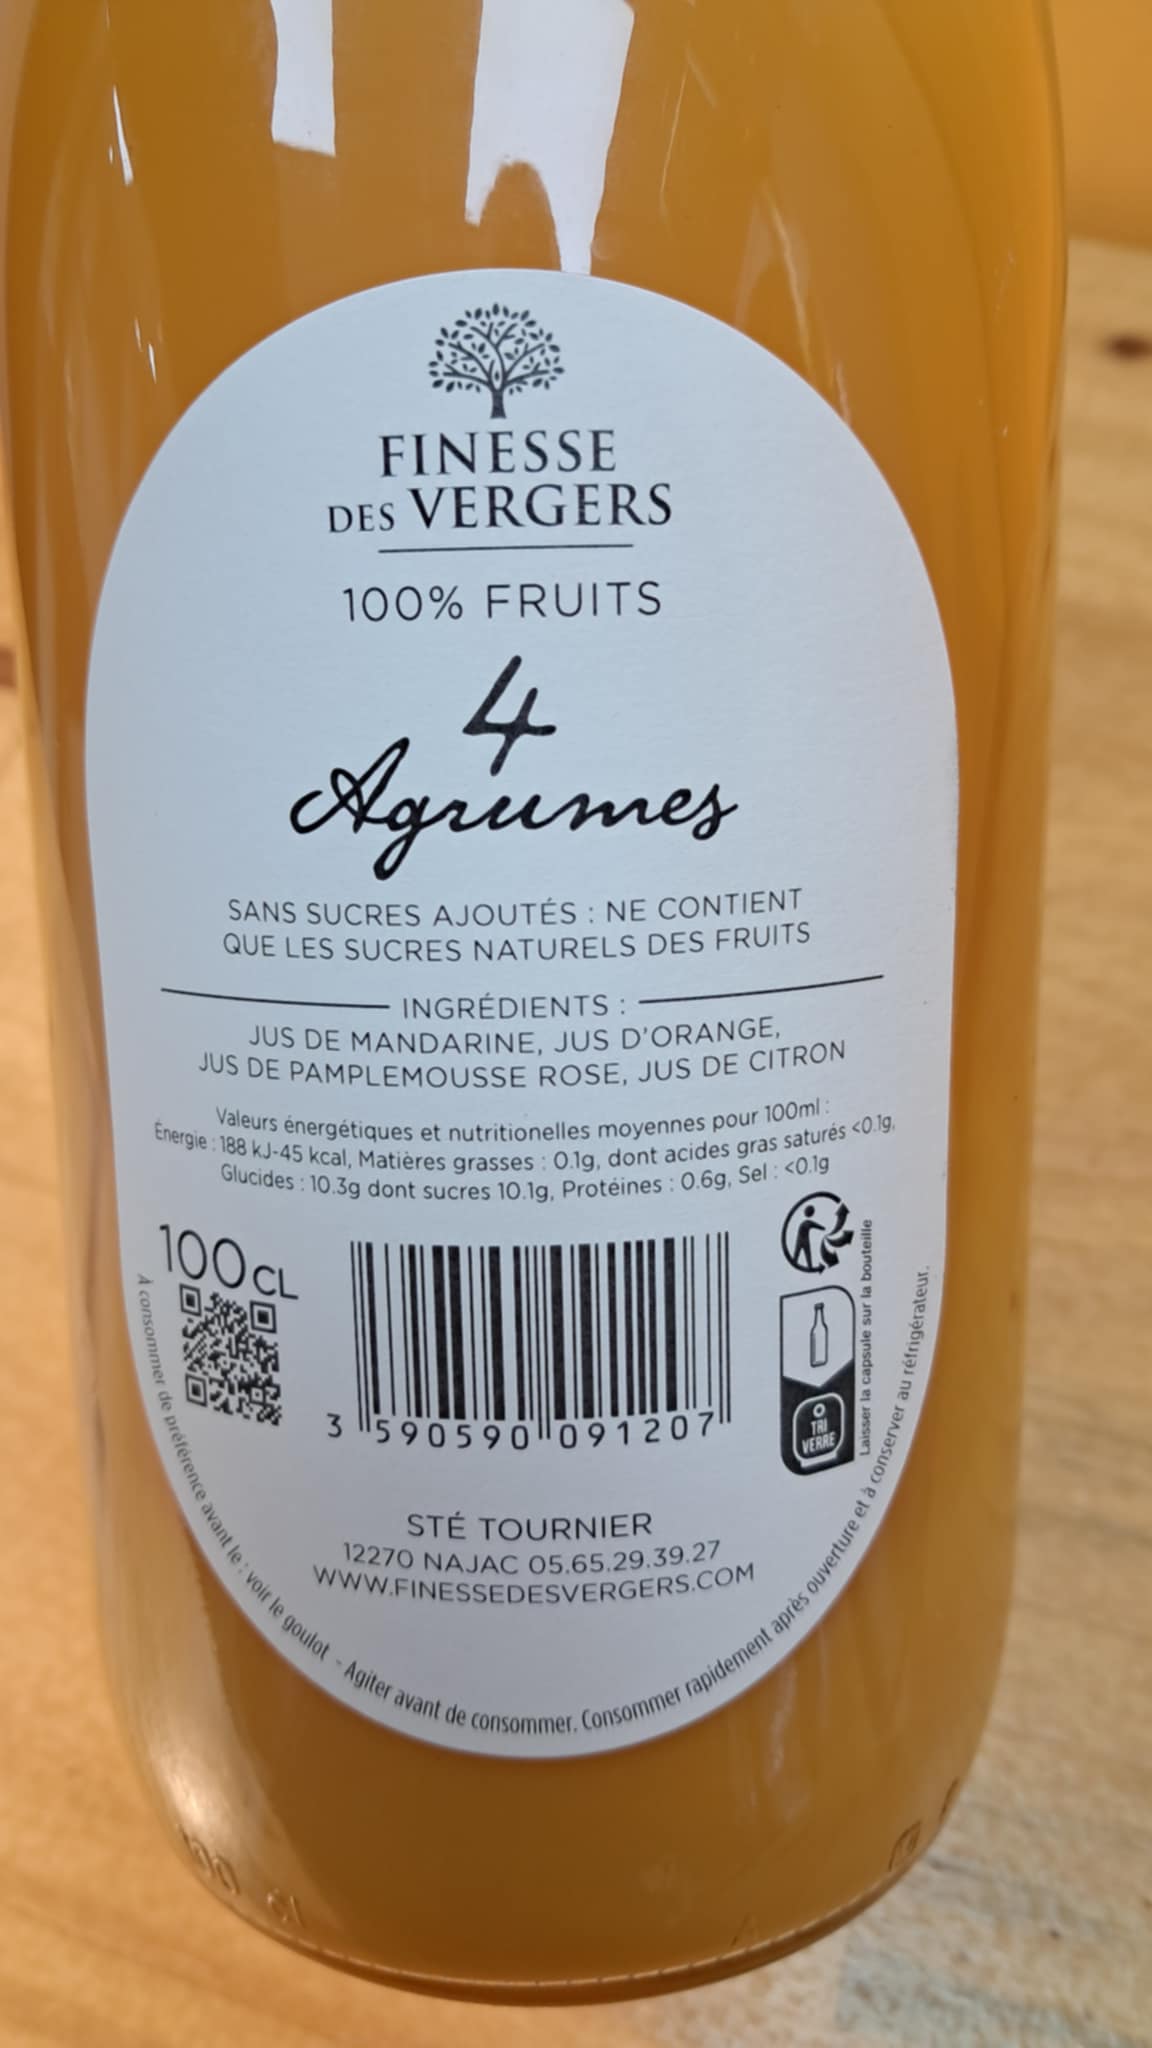 FINESSE
DES VERGERS
100% FRUITS
4
Agrumes
SANS SUCRES AJOUTÉS : NE CONTIENT
QUE LES SUCRES NATURELS DES FRUITS
INGRÉDIENTS :
JUS DE MANDARINE, JUS D'ORANGE,
JUS DE PAMPLEMOUSSE ROSE, JUS DE CITRON
Valeurs énergétiques et nutritionelles moyennes pour 100ml :
Énergie : 188 kJ-45 kcal, Matières grasses : 0.1g, dont acides gras saturés <0.1g,
Glucides : 10.3g dont sucres 10.1g, Protéines : 0.6g, Sel : <0.1g
100CL
3 590590 091207
TRI
VERRE
Laisser la capsule sur la bouteille
STÉ TOURNIER
12270 NAJAC 05.65.29.39.27
WWW.FINESSEDESVERGERS.COM
À consommer de préférence avant le : voir le goulot - Agiter avant de consommer. Consommer rapidement après ouverture et à conserver au réfrigérateur.